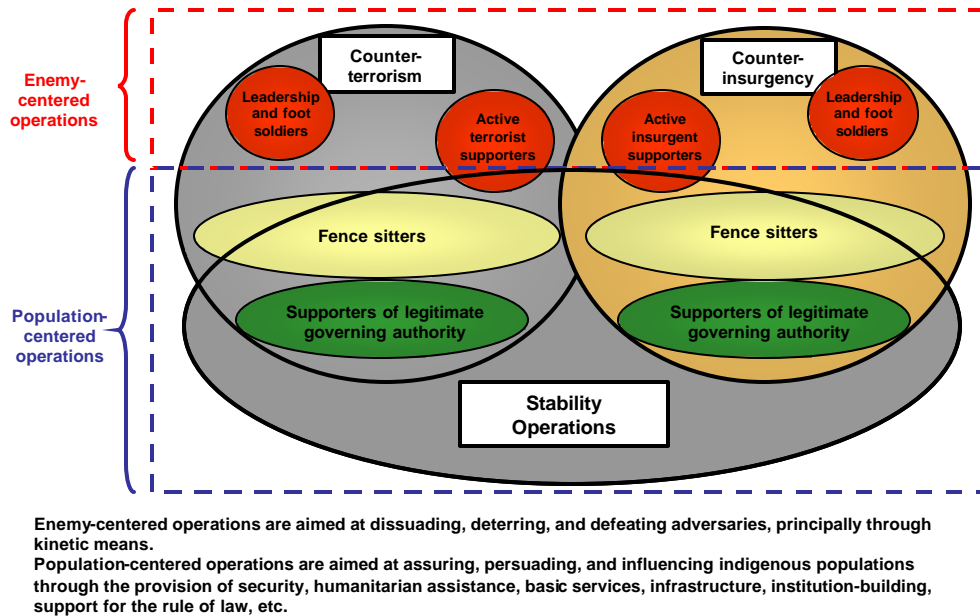 Enemy-
centered
operations
Counter-
terrorism
Counter-
insurgency
Leadership
and foot
soldiers
Active
terrorist
supporters
Active
insurgent
supporters
Leadership
and foot
soldiers
Population-
centered
operations
Fence sitters
Fence sitters
Supporters of legitimate
governing authority
Supporters of legitimate
governing authority
Stability
Operations
Enemy-centered operations are aimed at dissuading, deterring, and defeating adversaries, principally through
kinetic means.
Population-centered operations are aimed at assuring, persuading, and influencing indigenous populations
through the provision of security, humanitarian assistance, basic services, infrastructure, institution-building,
support for the rule of law, etc.